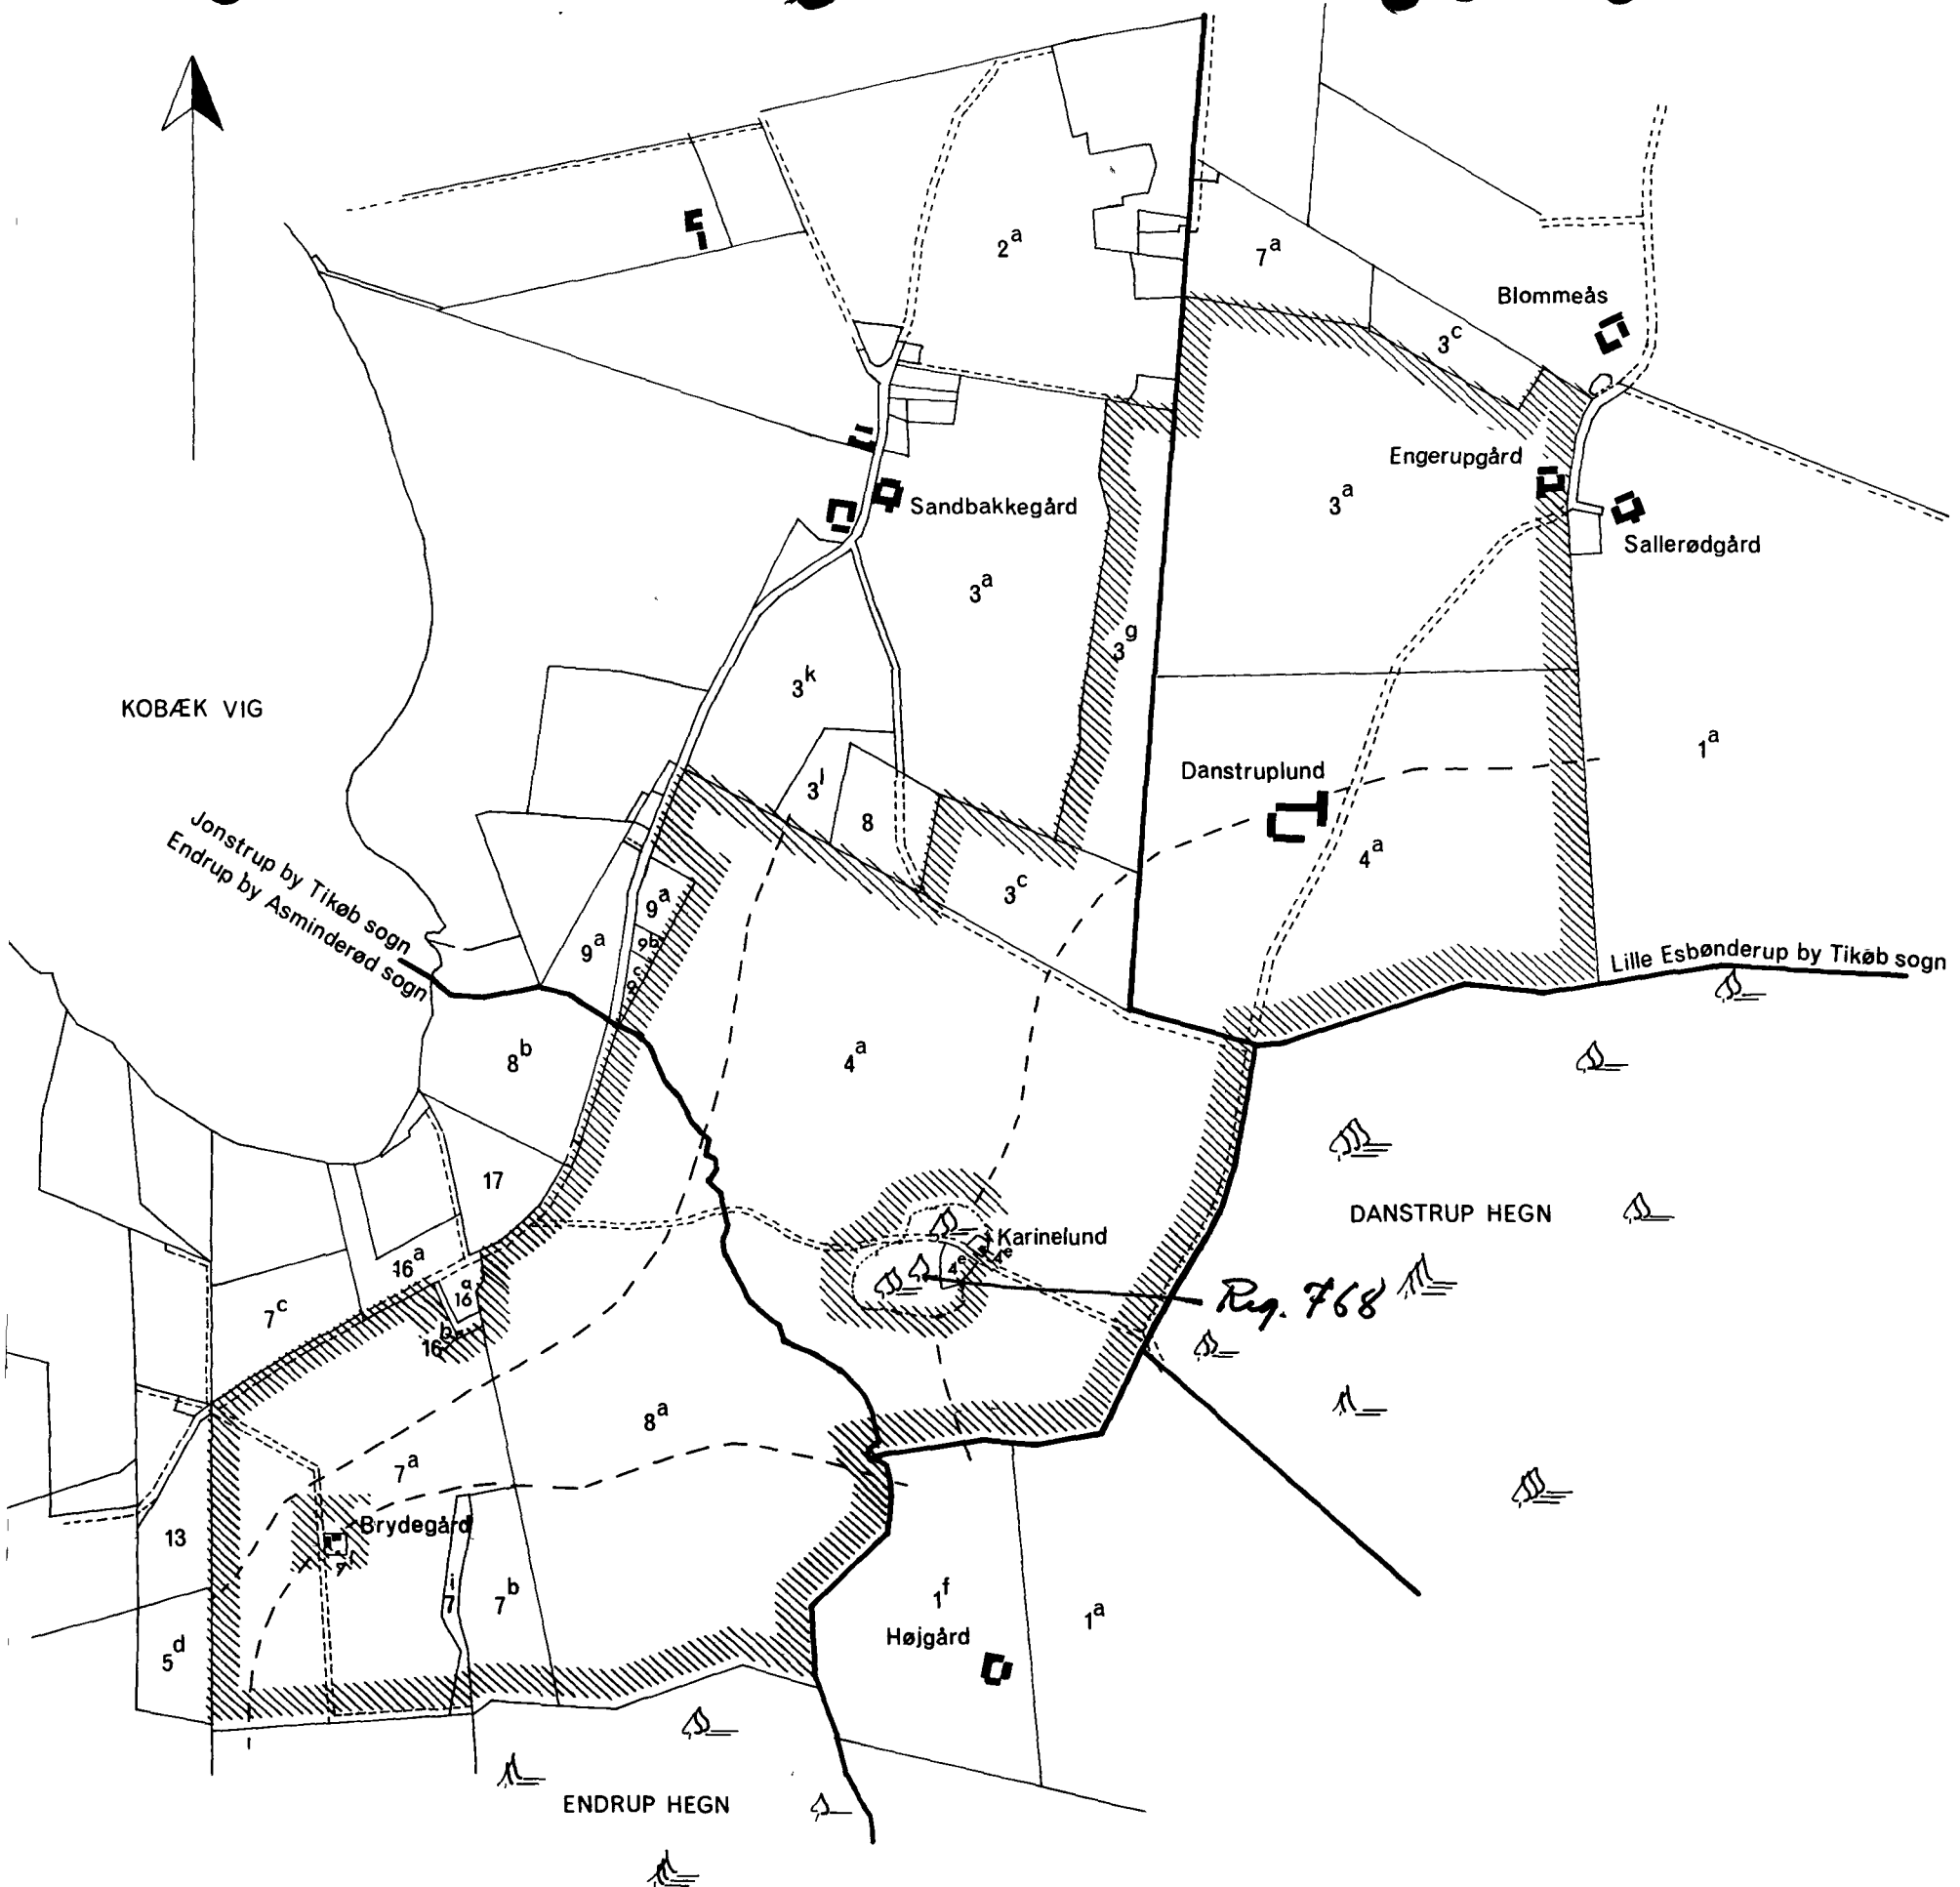 2a
7a
Blommeås
3c
Engerupgård
3a
Sandbakkegård
Sallerødgård
3a
3g
3k
KOBÆK VIG
1a
Danstruplund
3l
8
4a
Jonstrup by Tikøb sogn
Endrup by Asminderød sogn
3c
9a
9a
9b
9c
Lille Esbønderup by Tikøb sogn
8b
4a
17
DANSTRUP HEGN
Karinelund
4e
4e
16a
16a
7c
Reg. 768
16b
8a
7a
Brydegård
13
7i
7b
1f
1a
Højgård
5d
ENDRUP HEGN